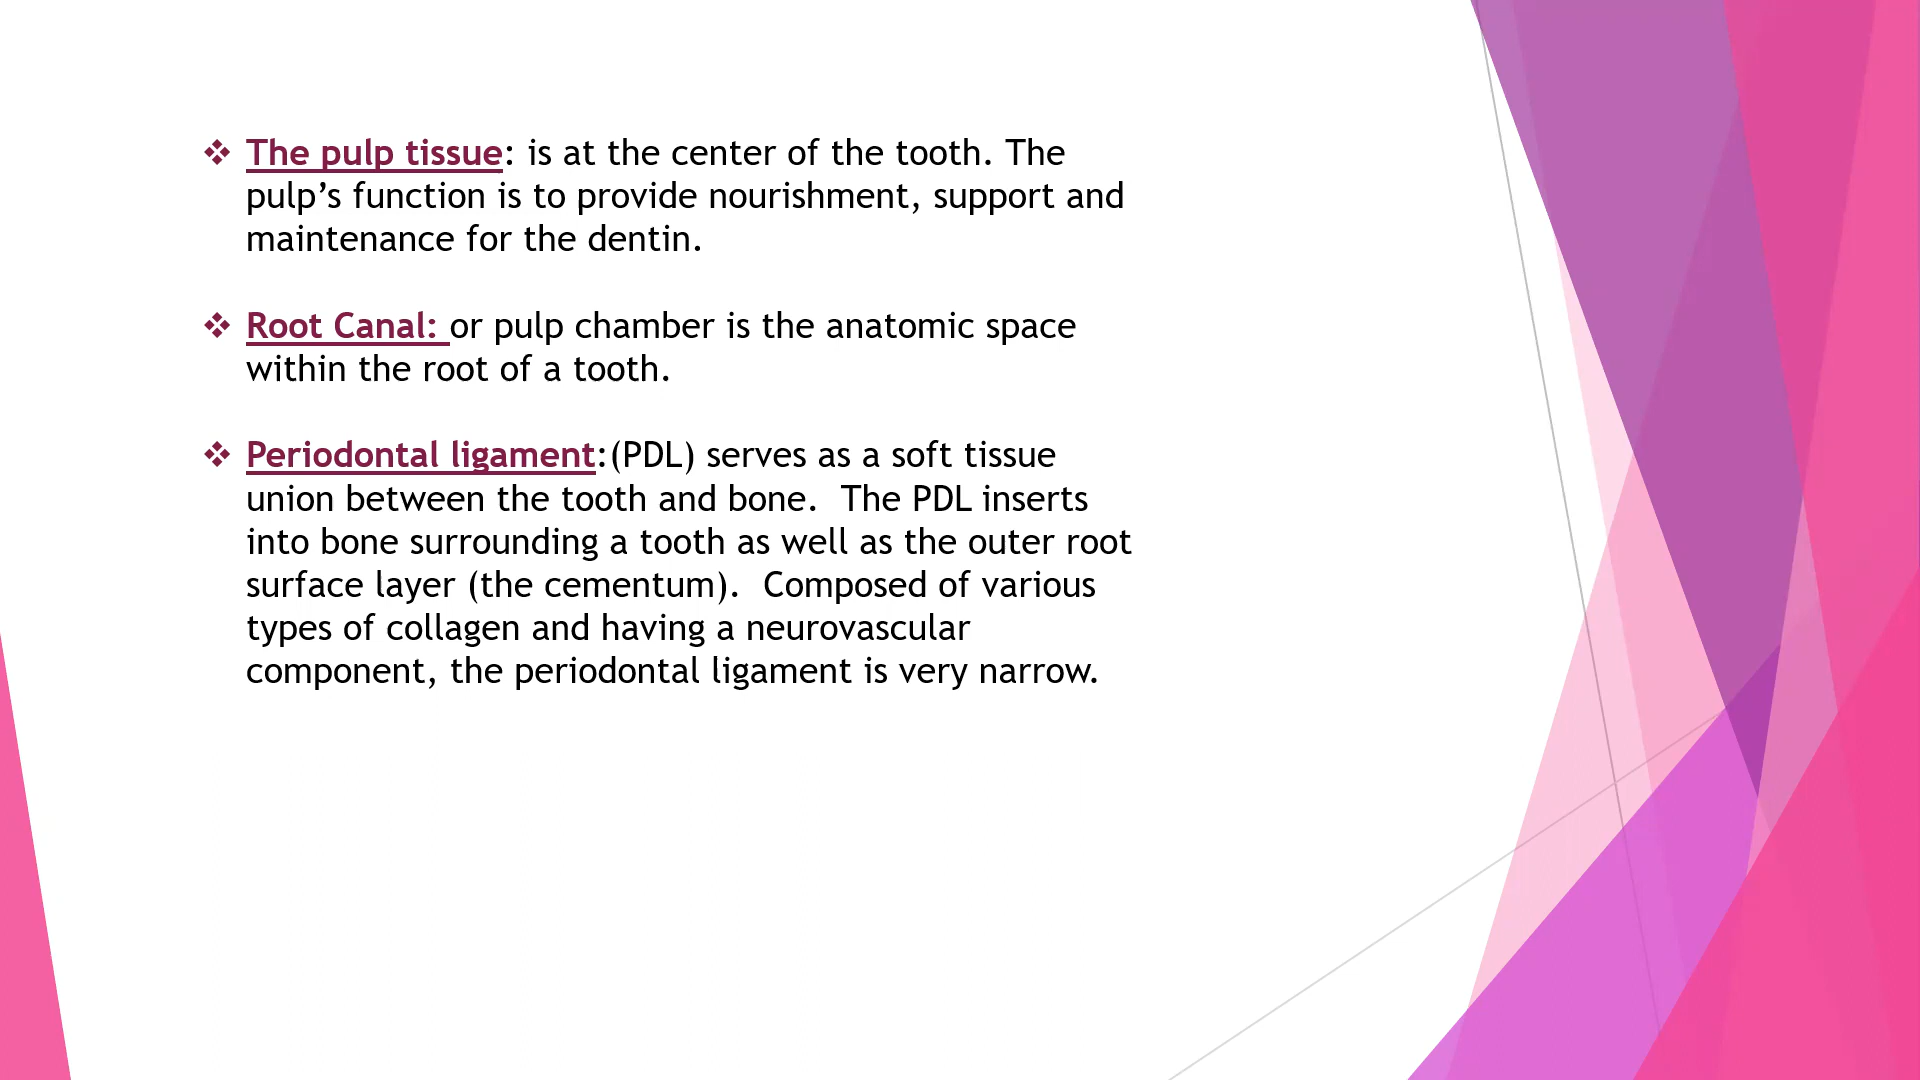 ❖ The pulp tissue: is at the center of the tooth. The
pulp’s function is to provide nourishment, support and
maintenance for the dentin.
❖ Root Canal: or pulp chamber is the anatomic space
within the root of a tooth.
❖ Periodontal ligament:(PDL) serves as a soft tissue
union between the tooth and bone.  The PDL inserts
into bone surrounding a tooth as well as the outer root
surface layer (the cementum).  Composed of various
types of collagen and having a neurovascular
component, the periodontal ligament is very narrow.